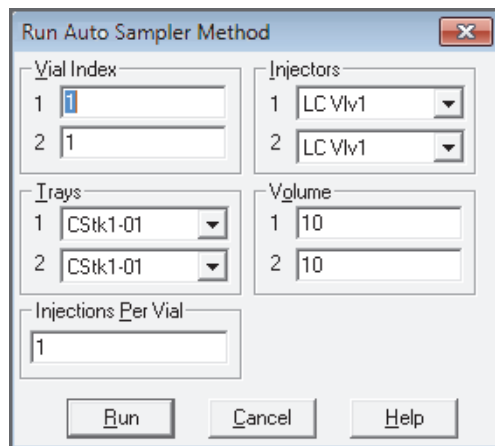 Run Auto Sampler Method
Vial Index
1 1
2 1
Injectors
1 LC Vlv1
2 LC Vlv1
Trays
1 CStk1-01
2 CStk1-01
Volume
1 10
2 10
Injections Per Vial
1
Run Cancel Help